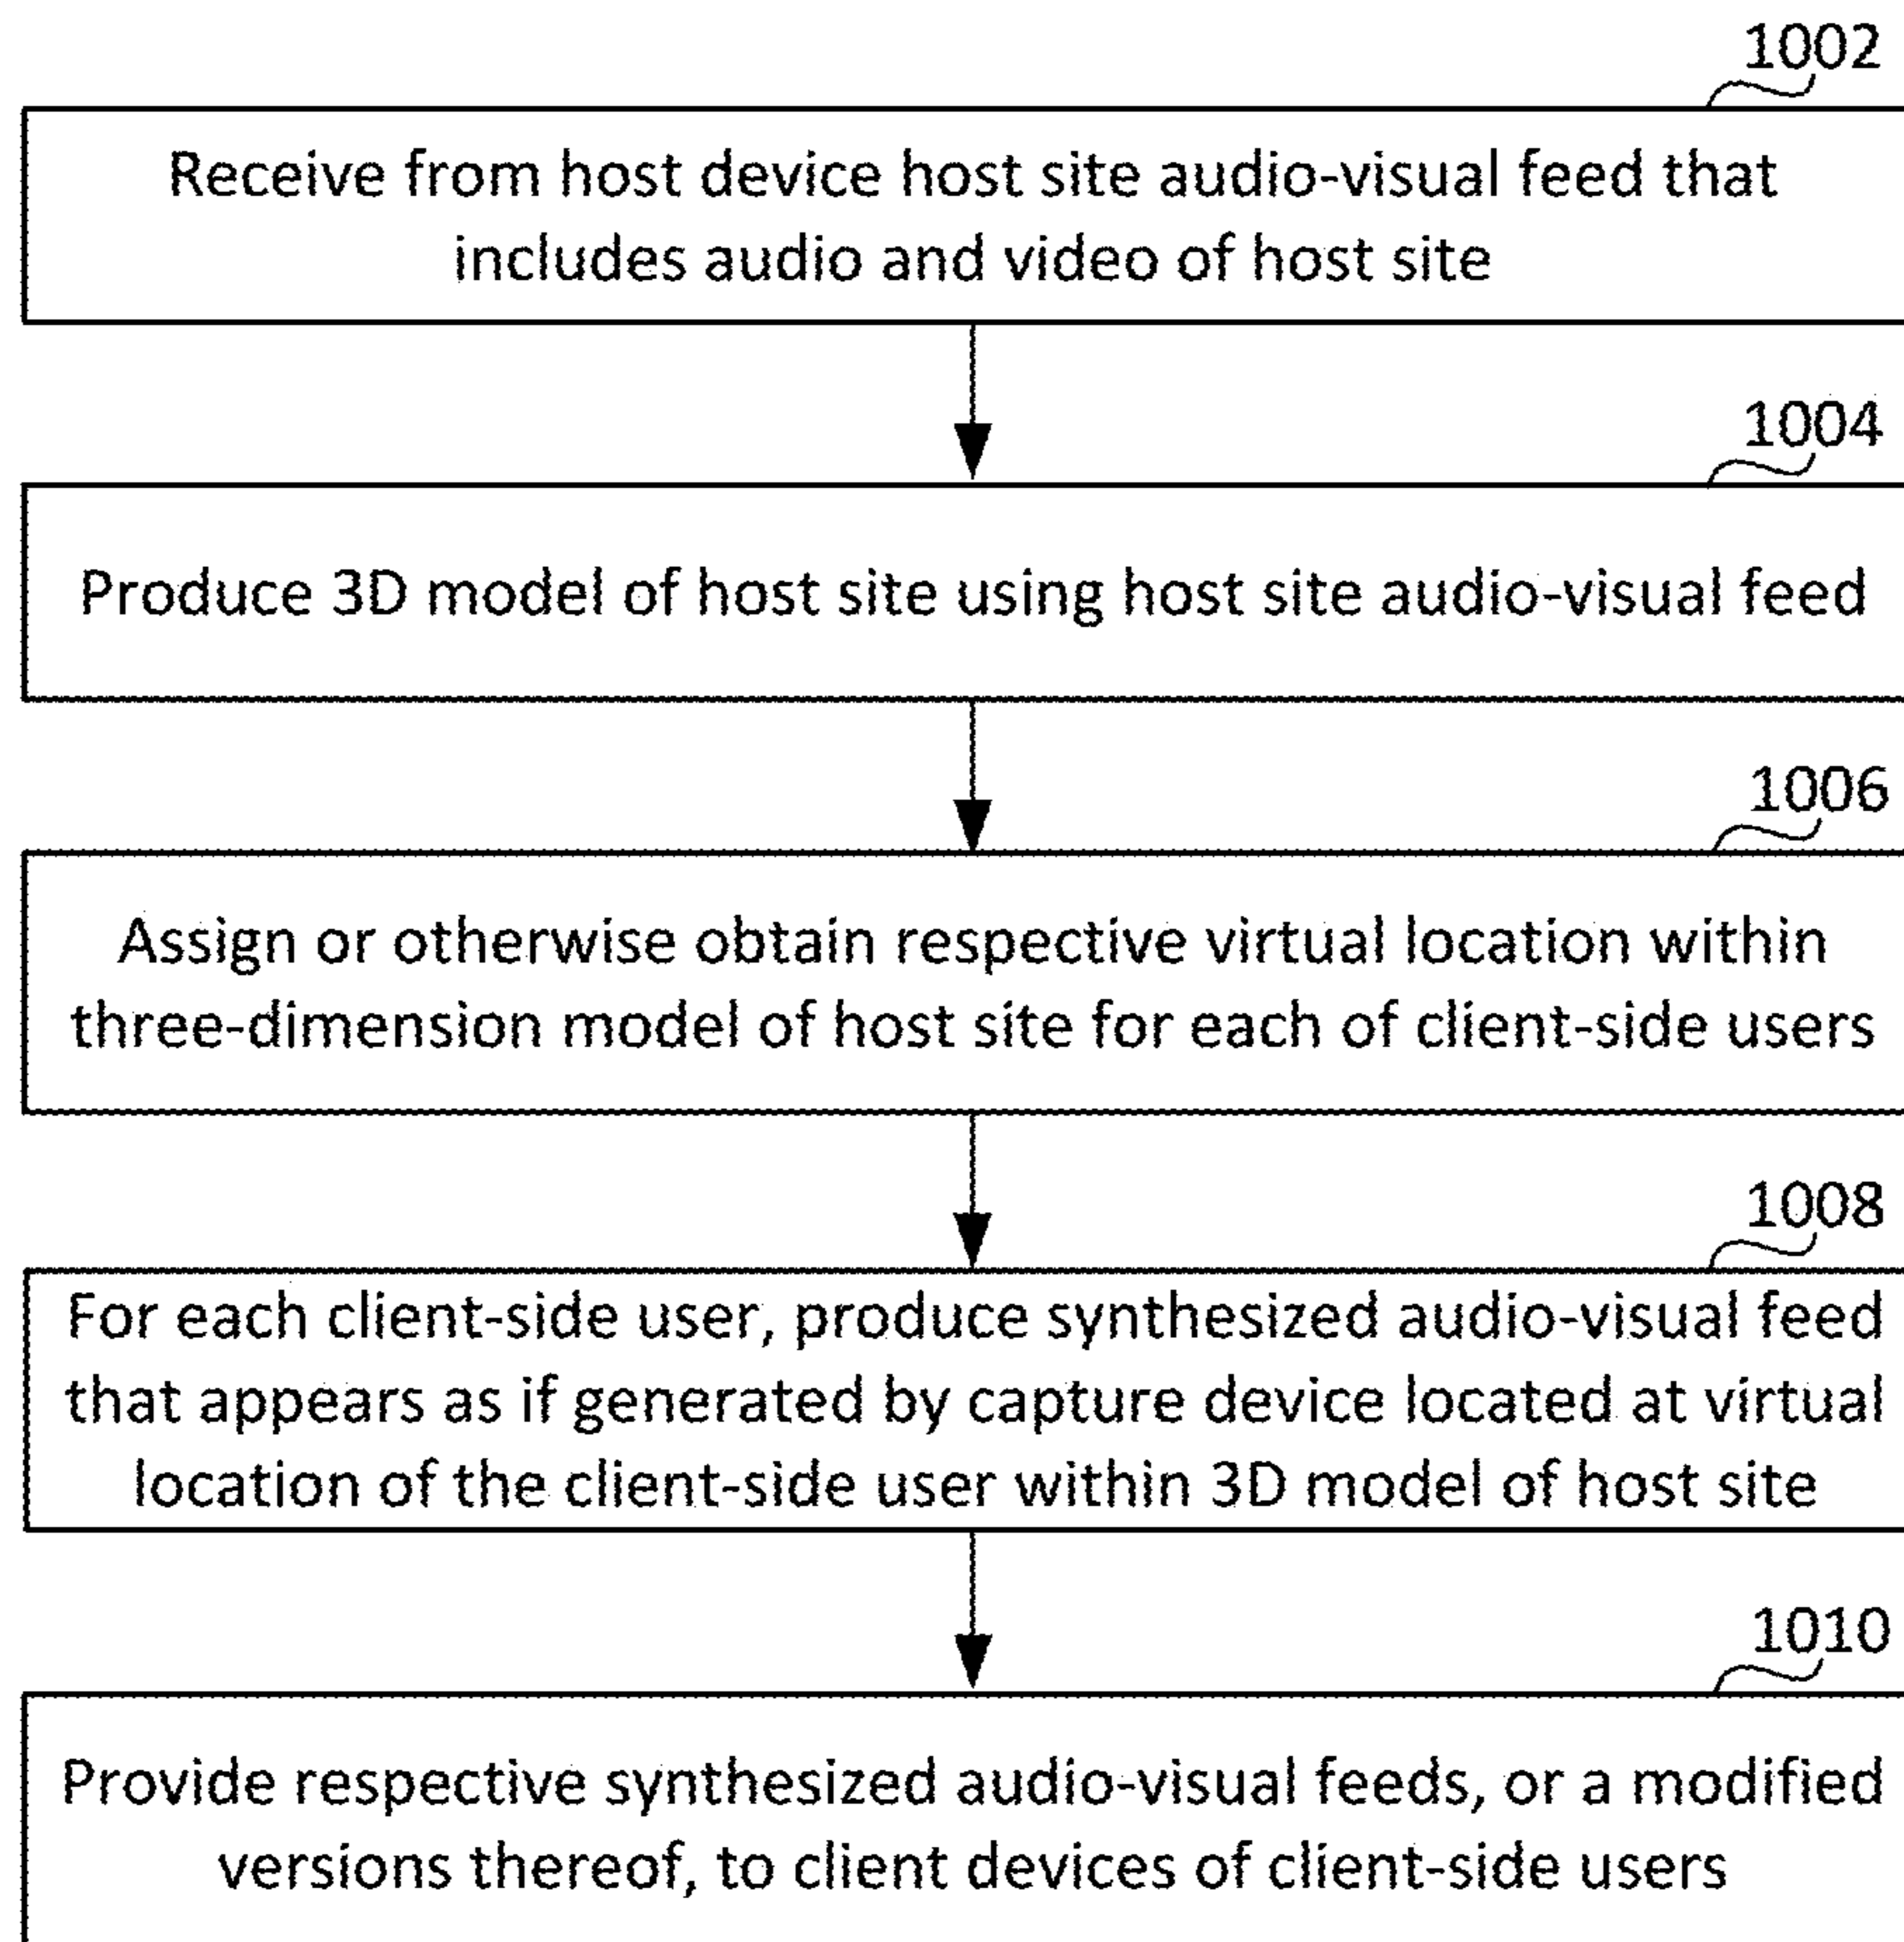 1002
Receive from host device host site audio-visual feed that
includes audio and video of host site
1004
Produce 3D model of host site using host site audio-visual feed
1006
Assign or otherwise obtain respective virtual location within
three-dimension model of host site for each of client-side users
1008
For each client-side user, produce synthesized audio-visual feed
that appears as if generated by capture device located at virtual
location of the client-side user within 3D model of host site
1010
Provide respective synthesized audio-visual feeds, or a modified
versions thereof, to client devices of client-side users